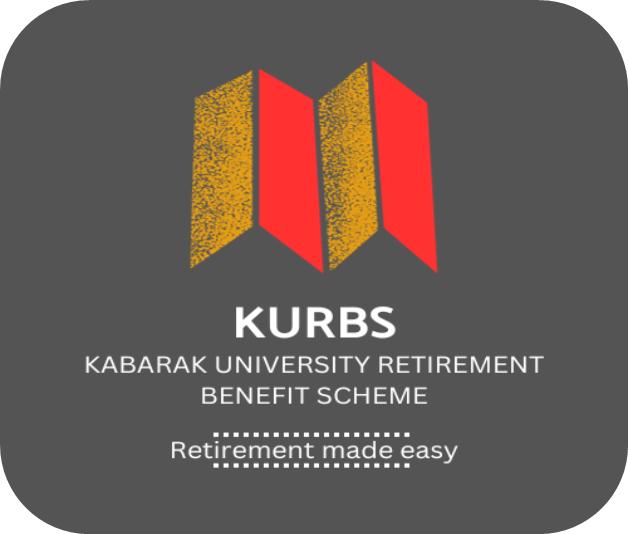 KURBS
KABARAK UNIVERSITY RETIREMENT
BENEFIT SCHEME
Retirement made easy